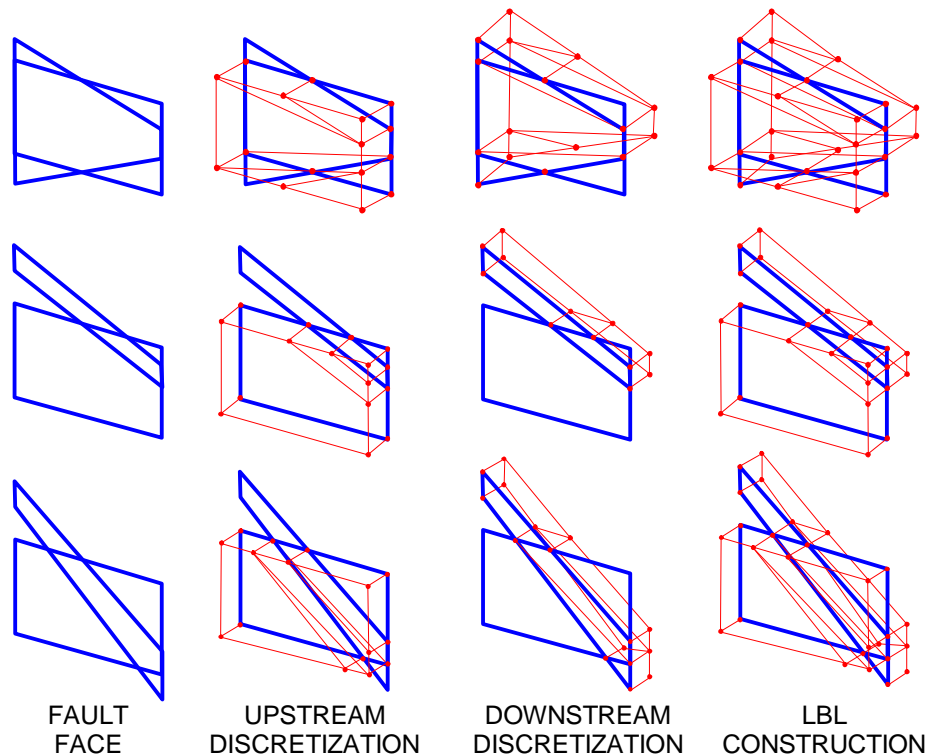 FAULT
FACE
UPSTREAM
DISCRETIZATION
DOWNSTREAM
DISCRETIZATION
LBL
CONSTRUCTION